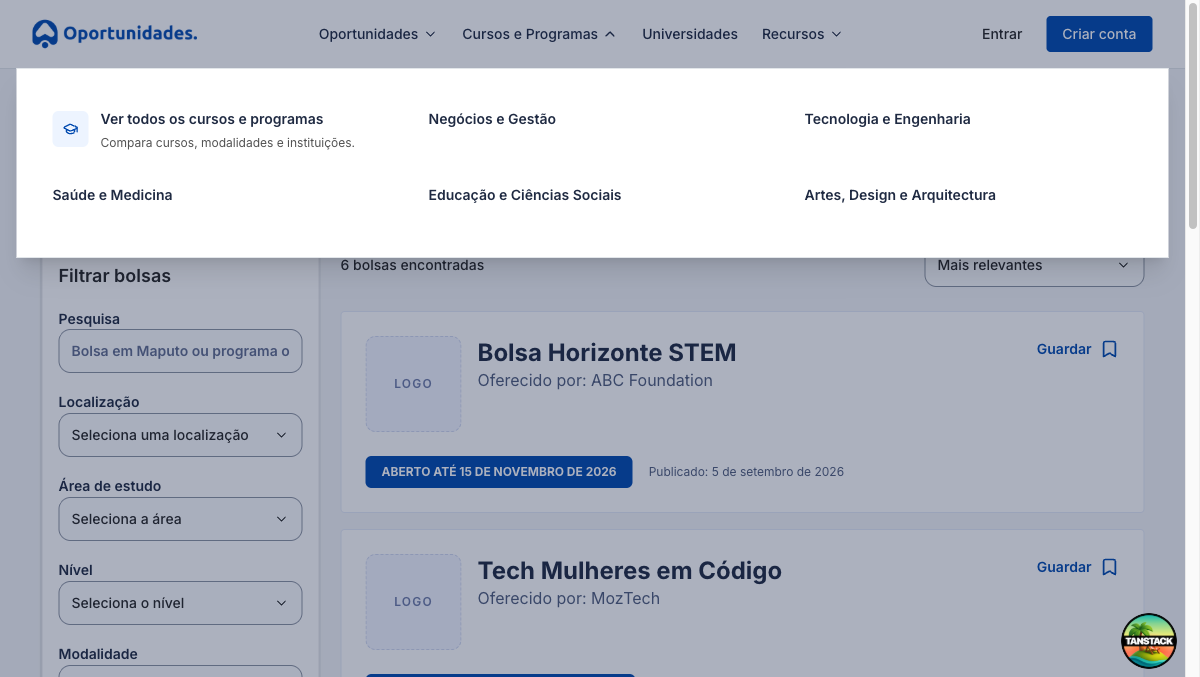 Oportunidades.
Oportunidades
Cursos e Programas
Universidades
Recursos
Entrar
Criar conta
Ver todos os cursos e programas
Compara cursos, modalidades e instituições.
Negócios e Gestão
Tecnologia e Engenharia
Saúde e Medicina
Educação e Ciências Sociais
Artes, Design e Arquitectura
Filtrar bolsas
Pesquisa
Bolsa em Maputo ou programa o
Localização
Seleciona uma localização
Área de estudo
Seleciona a área
Nível
Seleciona o nível
Modalidade
6 bolsas encontradas
Mais relevantes
LOGO
Bolsa Horizonte STEM
Oferecido por: ABC Foundation
Guardar
ABERTO ATÉ 15 DE NOVEMBRO DE 2026
Publicado: 5 de setembro de 2026
LOGO
Tech Mulheres em Código
Oferecido por: MozTech
Guardar
TANSTACK